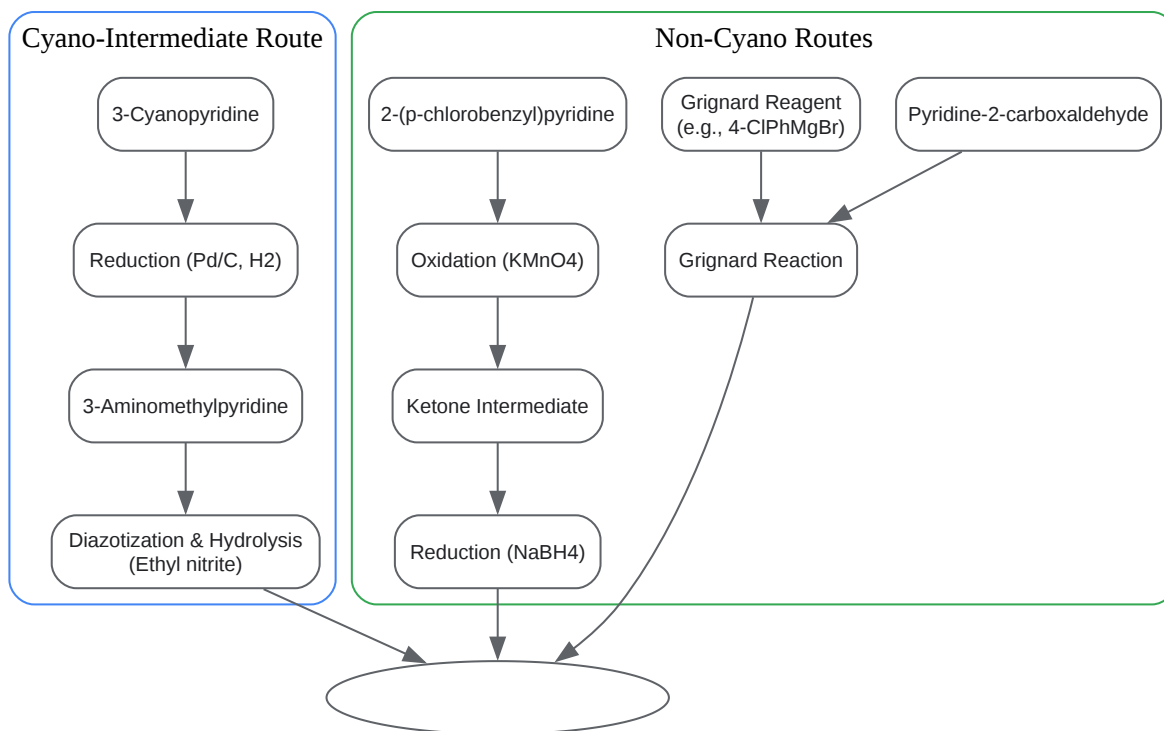 Cyano-Intermediate Route
Non-Cyano Routes
3-Cyanopyridine
2-(p-chlorobenzyl)pyridine
Grignard Reagent
(e.g., 4-ClPhMgBr)
Pyridine-2-carboxaldehyde
Reduction (Pd/C, H2)
Oxidation (KMnO4)
Grignard Reaction
3-Aminomethylpyridine
Ketone Intermediate
Diazotization & Hydrolysis
(Ethyl nitrite)
Reduction (NaBH4)